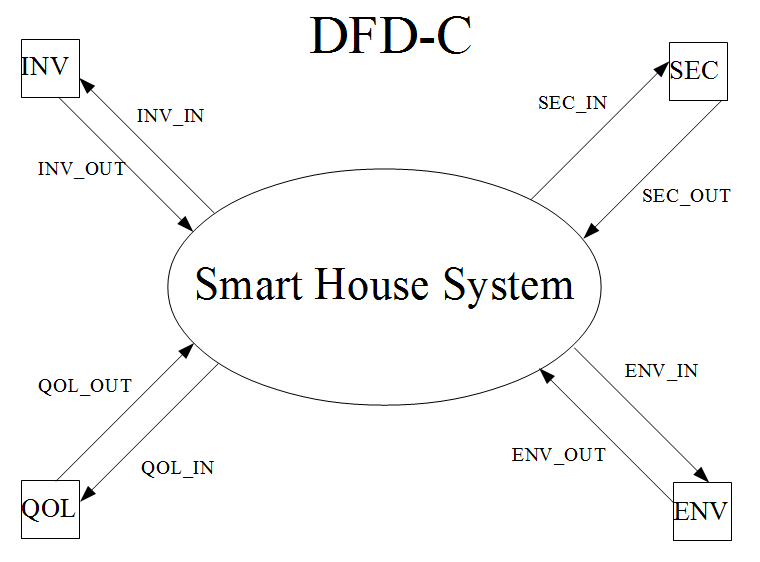 DFD-C
INV
SEC
INV_IN
SEC_IN
INV_OUT
SEC_OUT
Smart House System
QOL_OUT
ENV_IN
QOL_IN
ENV_OUT
QOL
ENV